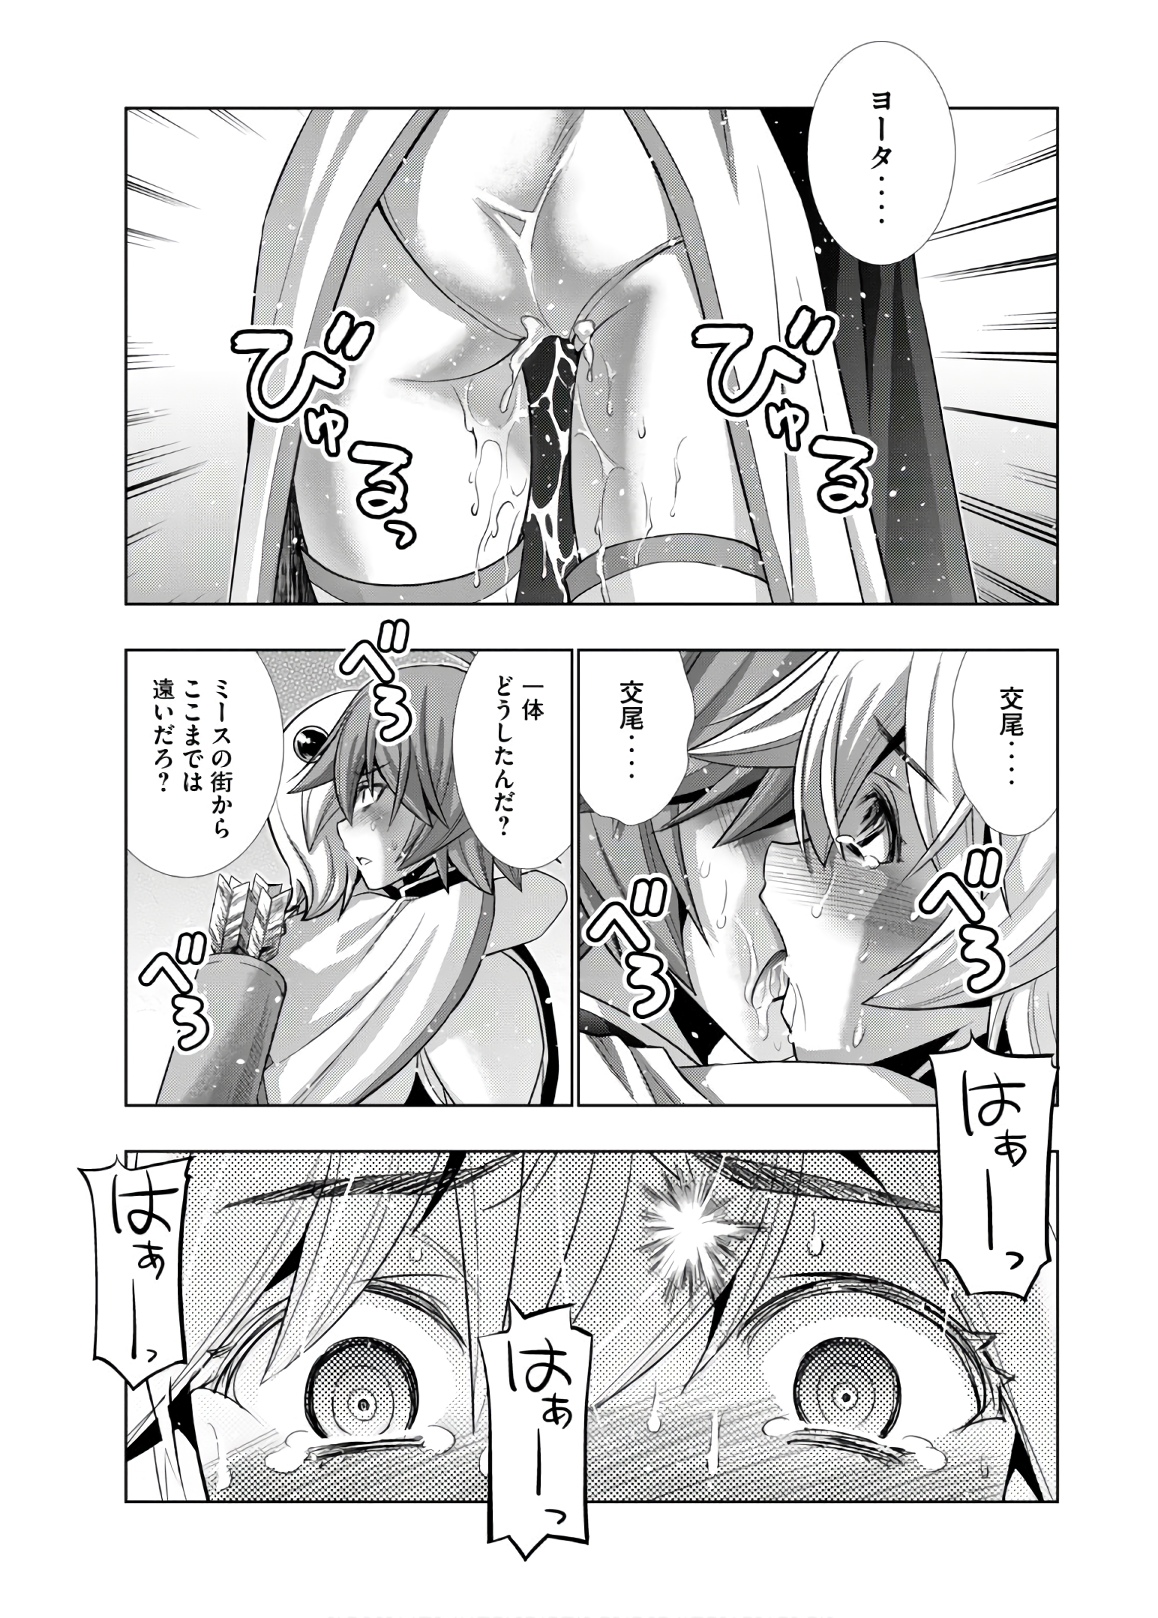 ヨータ‥‥
びゅるっ
びゅる
交尾‥‥
交尾‥‥
べろ
べろ
一体
どうしたんだ？
べろ
ミースの街から
ここまでは
遠いだろ？
べろ
はぁーっ
はぁーっ
はぁーっ